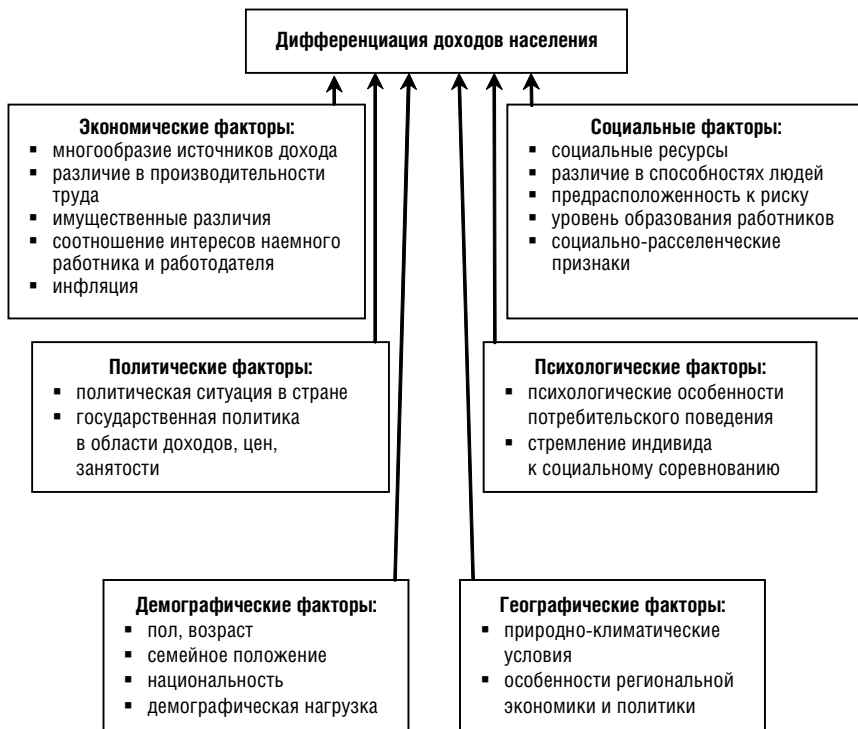 Дифференциация доходов населения
Экономические факторы:
▪ многообразие источников дохода
▪ различие в производительности
труда
▪ имущественные различия
▪ соотношение интересов наемного
работника и работодателя
▪ инфляция
Социальные факторы:
▪ социальные ресурсы
▪ различие в способностях людей
▪ предрасположенность к риску
▪ уровень образования работников
▪ социально-расселенческие
признаки
Политические факторы:
▪ политическая ситуация в стране
▪ государственная политика
в области доходов, цен,
занятости
Психологические факторы:
▪ психологические особенности
потребительского поведения
▪ стремление индивида
к социальному соревнованию
Демографические факторы:
▪ пол, возраст
▪ семейное положение
▪ национальность
▪ демографическая нагрузка
Географические факторы:
▪ природно-климатические
условия
▪ особенности региональной
экономики и политики